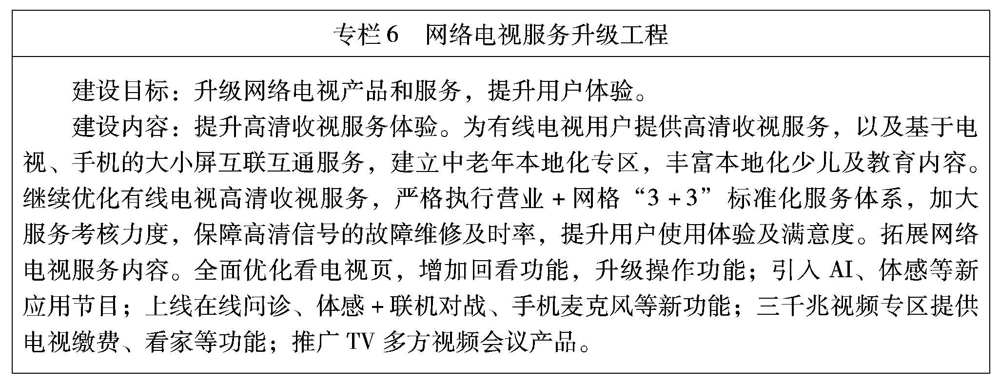 专栏6　网络电视服务升级工程
建设目标：升级网络电视产品和服务，提升用户体验。
建设内容：提升高清收视服务体验。为有线电视用户提供高清收视服务，以及基于电
视、手机的大小屏互联互通服务，建立中老年本地化专区，丰富本地化少儿及教育内容。
继续优化有线电视高清收视服务，严格执行营业+网格“3+3”标准化服务体系，加大
服务考核力度，保障高清信号的故障维修及时率，提升用户使用体验及满意度。拓展网络
电视服务内容。全面优化看电视页，增加回看功能，升级操作功能；引入 AI、体感等新
应用节目；上线在线问诊、体感+联机对战、手机麦克风等新功能；三千兆视频专区提供
电视缴费、看家等功能；推广 TV 多方视频会议产品。